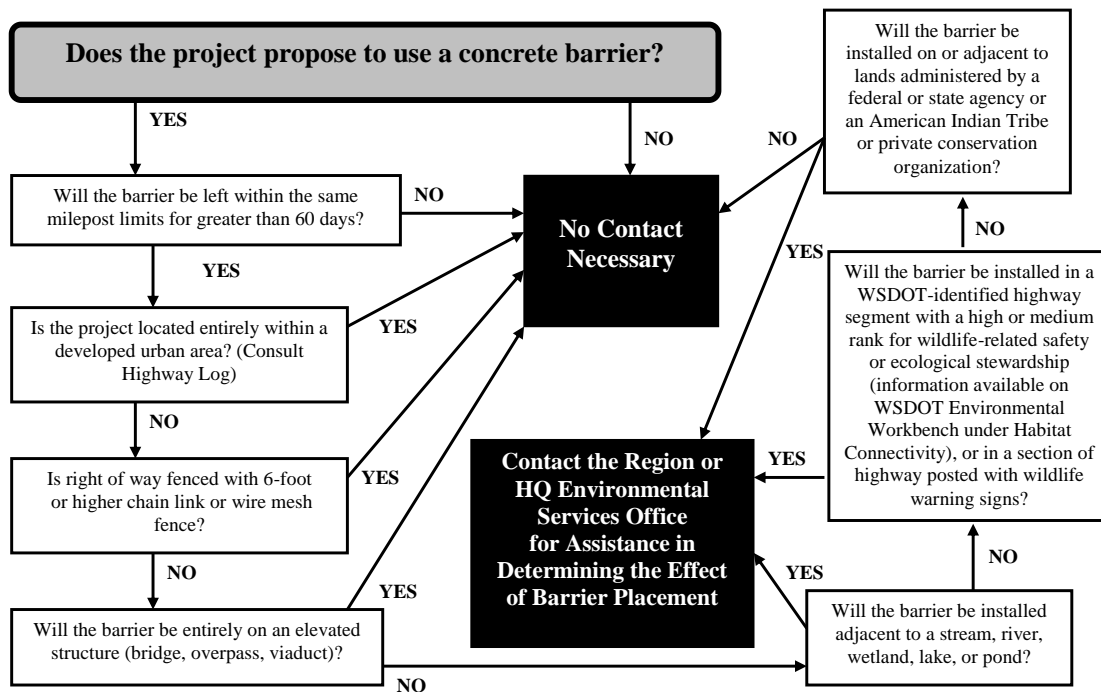 Does the project propose to use a concrete barrier?
YES
NO
Will the barrier be left within the same
milepost limits for greater than 60 days?
NO
YES
Is the project located entirely within a
developed urban area? (Consult
Highway Log)
YES
NO
Is right of way fenced with 6-foot
or higher chain link or wire mesh
fence?
YES
NO
Will the barrier be entirely on an elevated
structure (bridge, overpass, viaduct)?
YES
NO
No Contact
Necessary
Contact the Region or
HQ Environmental
Services Office
for Assistance in
Determining the Effect
of Barrier Placement
Will the barrier be
installed on or adjacent to
lands administered by a
federal or state agency or
an American Indian Tribe
or private conservation
organization?
NO
YES
NO
Will the barrier be installed in a
WSDOT-identified highway
segment with a high or medium
rank for wildlife-related safety
or ecological stewardship
(information available on
WSDOT Environmental
Workbench under Habitat
Connectivity), or in a section of
highway posted with wildlife
warning signs?
YES
NO
YES
Will the barrier be installed
adjacent to a stream, river,
wetland, lake, or pond?